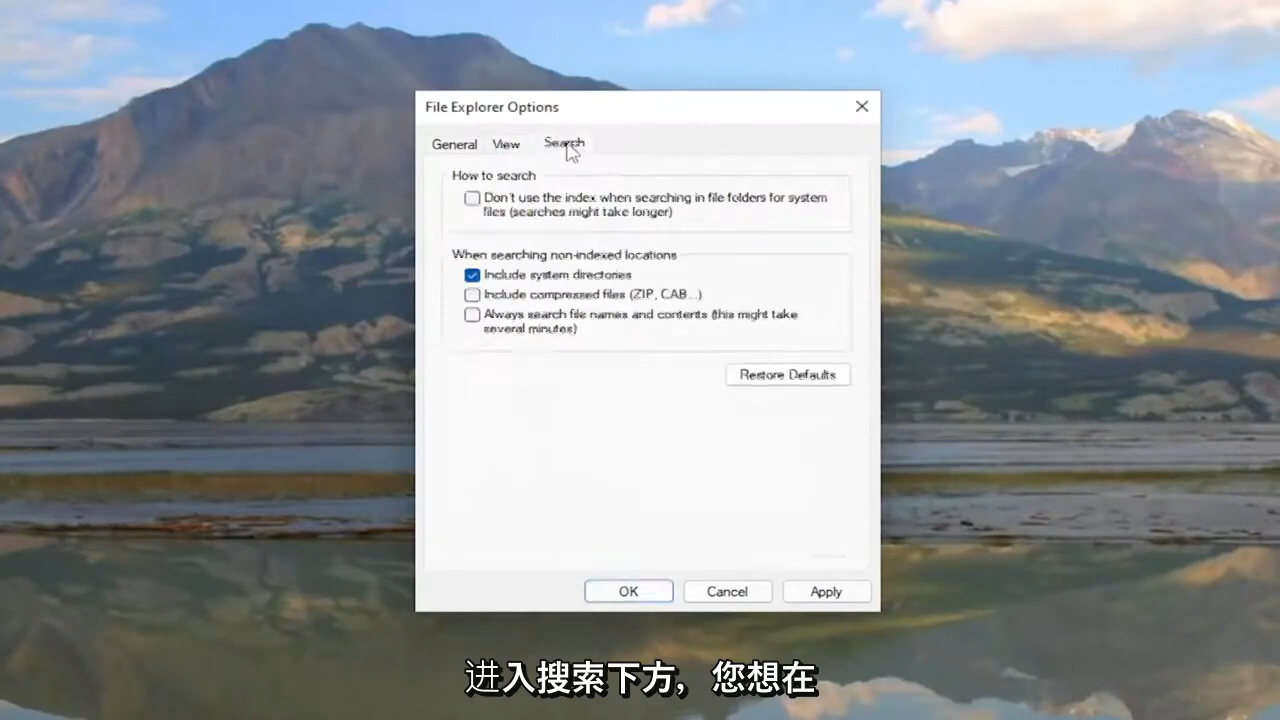 File Explorer Options
General View Search
How to search
Don't use the index when searching in file folders for system
files (searches might take longer)
When searching non-indexed locations
Include system directories
Include compressed files (ZIP, CAB...)
Always search file names and contents (this might take
several minutes)
Restore Defaults
OK Cancel Apply
进入搜索下方，您想在